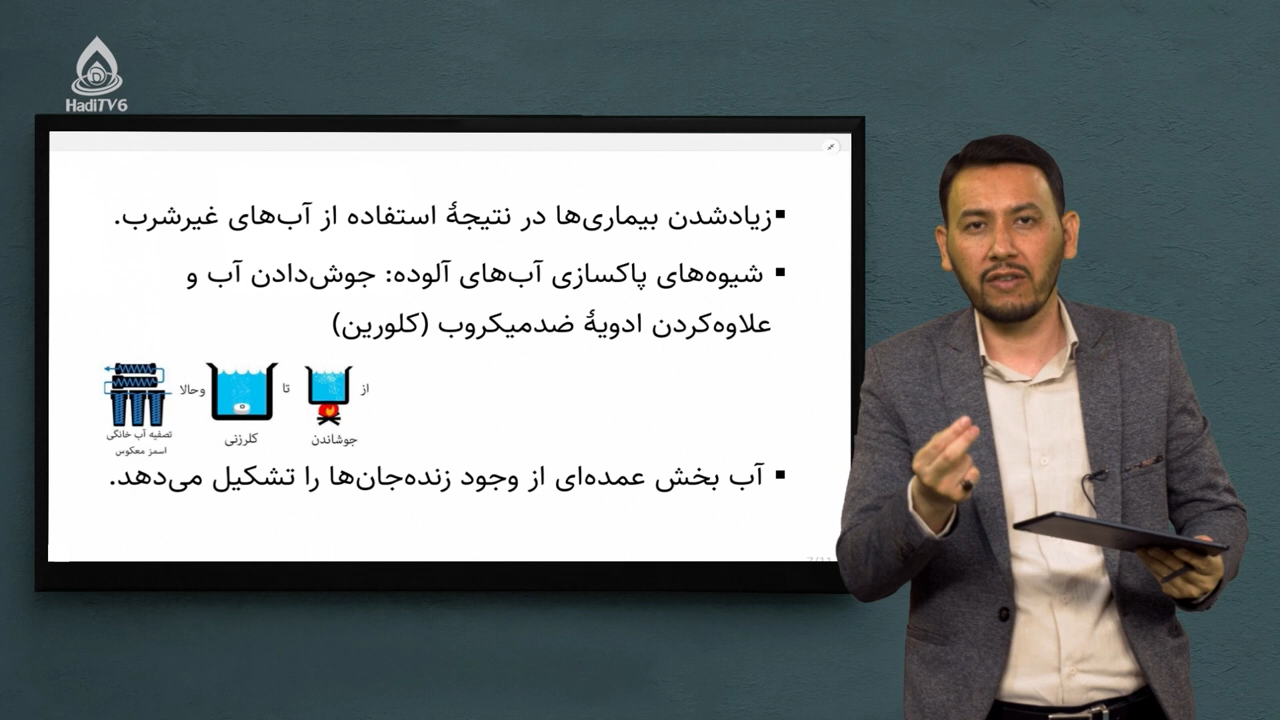 HadiTV6
▪زیادشدن بیماری‌ها در نتیجهٔ استفاده از آب‌های غیرشرب.
▪ شیوه‌های پاکسازی آب‌های آلوده: جوش‌دادن آب و
علاوه‌کردن ادویهٔ ضدمیکروب (کلورین)
از
تا
وحالا
جوشاندن
کلرزنی
تصفیه آب خانگی
اسمز معکوس
▪ آب بخش عمده‌ای از وجود زنده‌جان‌ها را تشکیل می‌دهد.